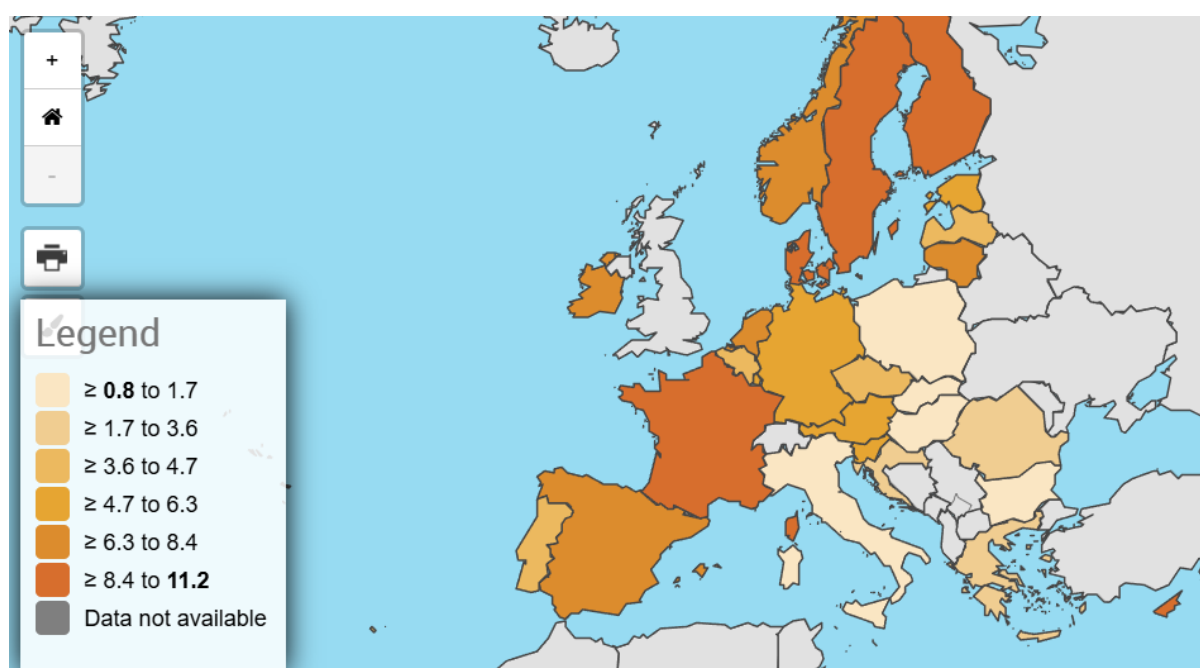 +
-
Legend
≥ 0.8 to 1.7
≥ 1.7 to 3.6
≥ 3.6 to 4.7
≥ 4.7 to 6.3
≥ 6.3 to 8.4
≥ 8.4 to 11.2
Data not available